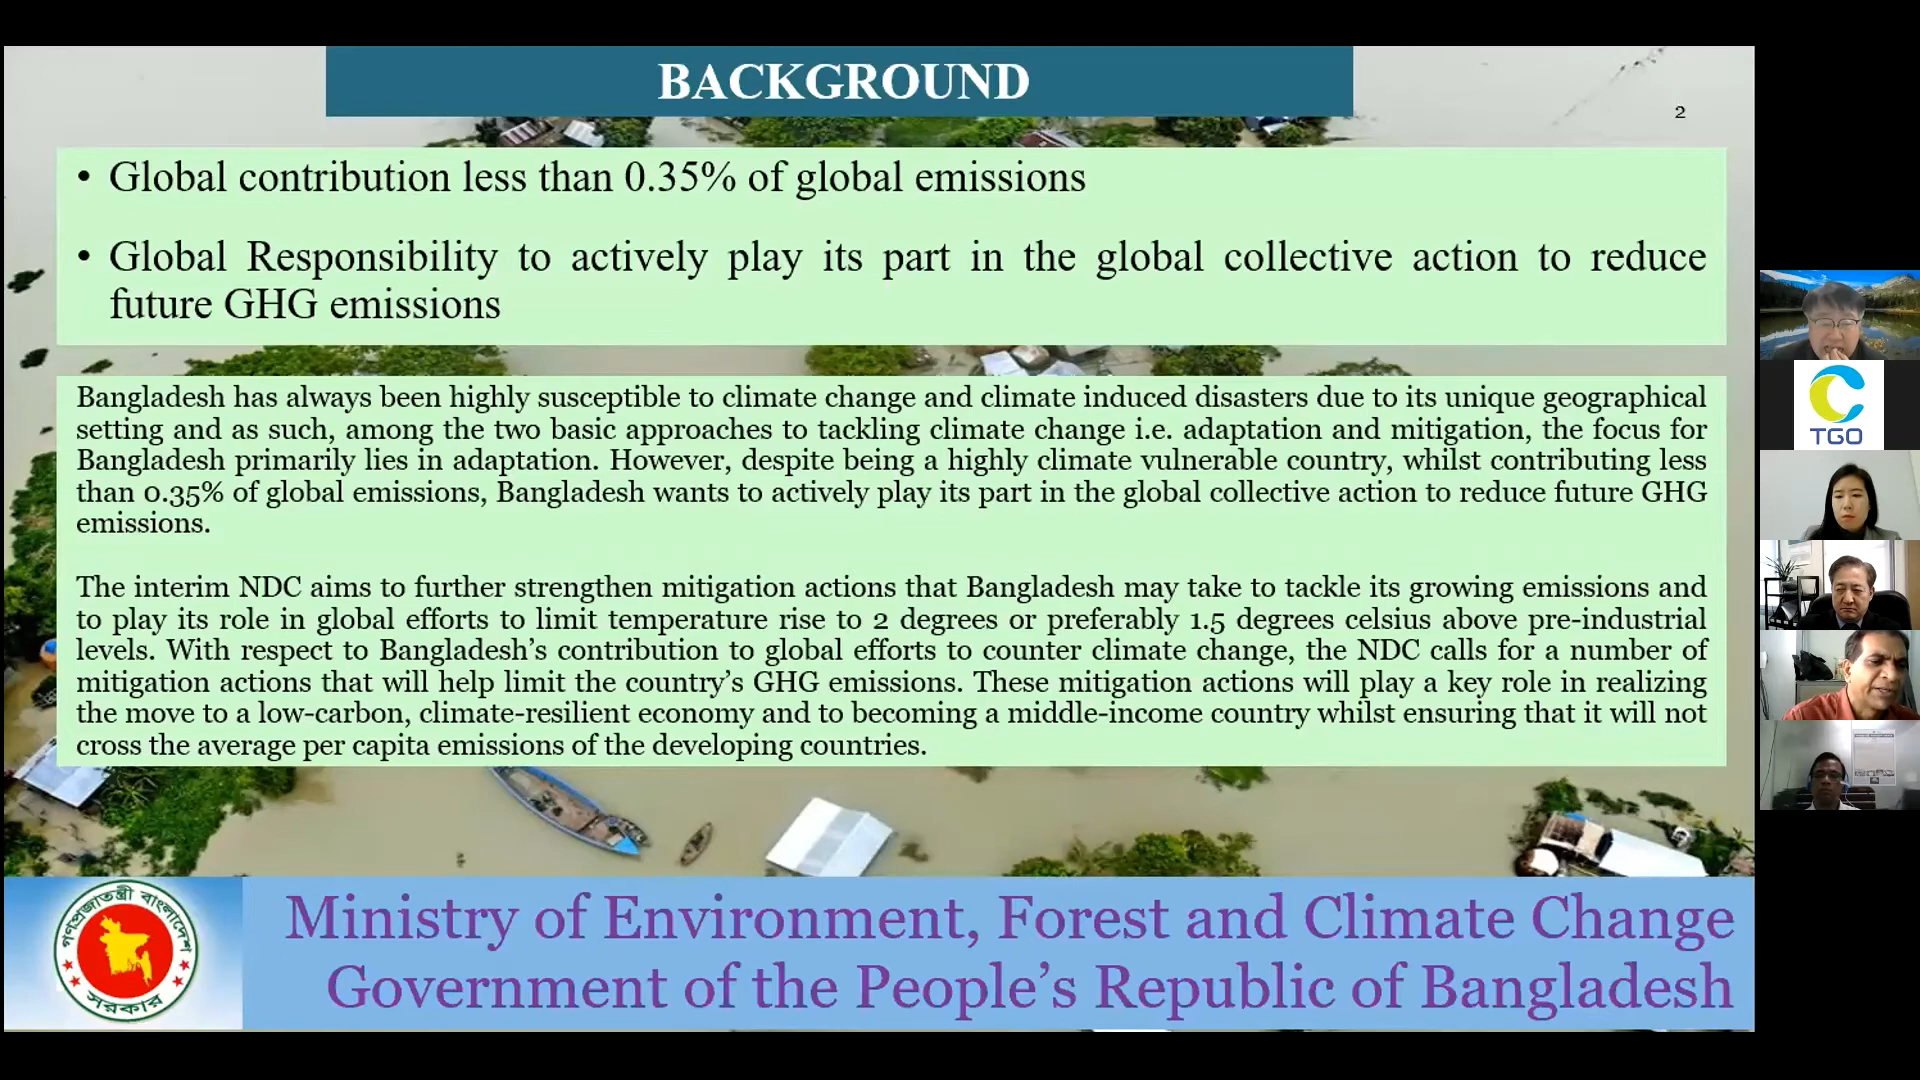 BACKGROUND
2
• Global contribution less than 0.35% of global emissions
• Global Responsibility to actively play its part in the global collective action to reduce
future GHG emissions
Bangladesh has always been highly susceptible to climate change and climate induced disasters due to its unique geographical
setting and as such, among the two basic approaches to tackling climate change i.e. adaptation and mitigation, the focus for
Bangladesh primarily lies in adaptation. However, despite being a highly climate vulnerable country, whilst contributing less
than 0.35% of global emissions, Bangladesh wants to actively play its part in the global collective action to reduce future GHG
emissions.
The interim NDC aims to further strengthen mitigation actions that Bangladesh may take to tackle its growing emissions and
to play its role in global efforts to limit temperature rise to 2 degrees or preferably 1.5 degrees celsius above pre-industrial
levels. With respect to Bangladesh’s contribution to global efforts to counter climate change, the NDC calls for a number of
mitigation actions that will help limit the country’s GHG emissions. These mitigation actions will play a key role in realizing
the move to a low-carbon, climate-resilient economy and to becoming a middle-income country whilst ensuring that it will not
cross the average per capita emissions of the developing countries.
গণপ্রজাতন্ত্রী বাংলাদেশ
সরকার
Ministry of Environment, Forest and Climate Change
Government of the People’s Republic of Bangladesh
TGO